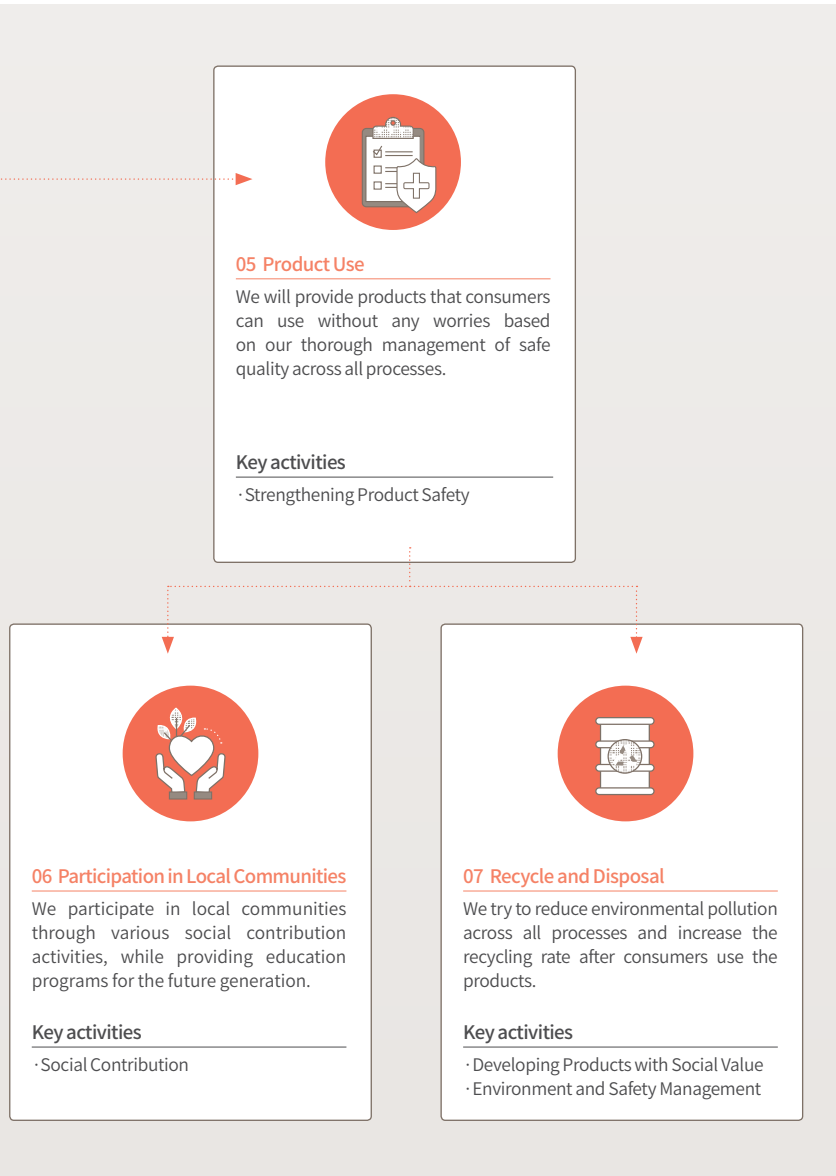 05 Product Use
We will provide products that consumers
can use without any worries based
on our thorough management of safe
quality across all processes.
Key activities
· Strengthening Product Safety
06 Participation in Local Communities
We participate in local communities
through various social contribution
activities, while providing education
programs for the future generation.
Key activities
· Social Contribution
07 Recycle and Disposal
We try to reduce environmental pollution
across all processes and increase the
recycling rate after consumers use the
products.
Key activities
· Developing Products with Social Value
· Environment and Safety Management